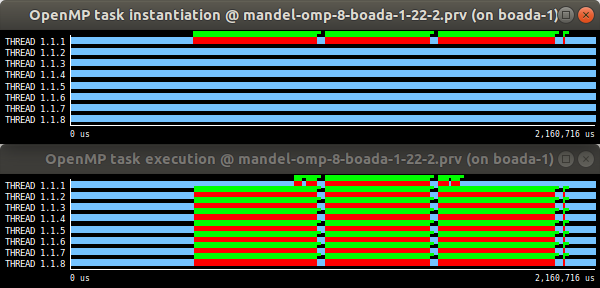 OpenMP task instantiation @ mandel-omp-8-boada-1-22-2.prv (on boada-1)
THREAD 1.1.1
THREAD 1.1.2
THREAD 1.1.3
THREAD 1.1.4
THREAD 1.1.5
THREAD 1.1.6
THREAD 1.1.7
THREAD 1.1.8
0 us 2,160,716 us
OpenMP task execution @ mandel-omp-8-boada-1-22-2.prv (on boada-1)
THREAD 1.1.1
THREAD 1.1.2
THREAD 1.1.3
THREAD 1.1.4
THREAD 1.1.5
THREAD 1.1.6
THREAD 1.1.7
THREAD 1.1.8
0 us 2,160,716 us